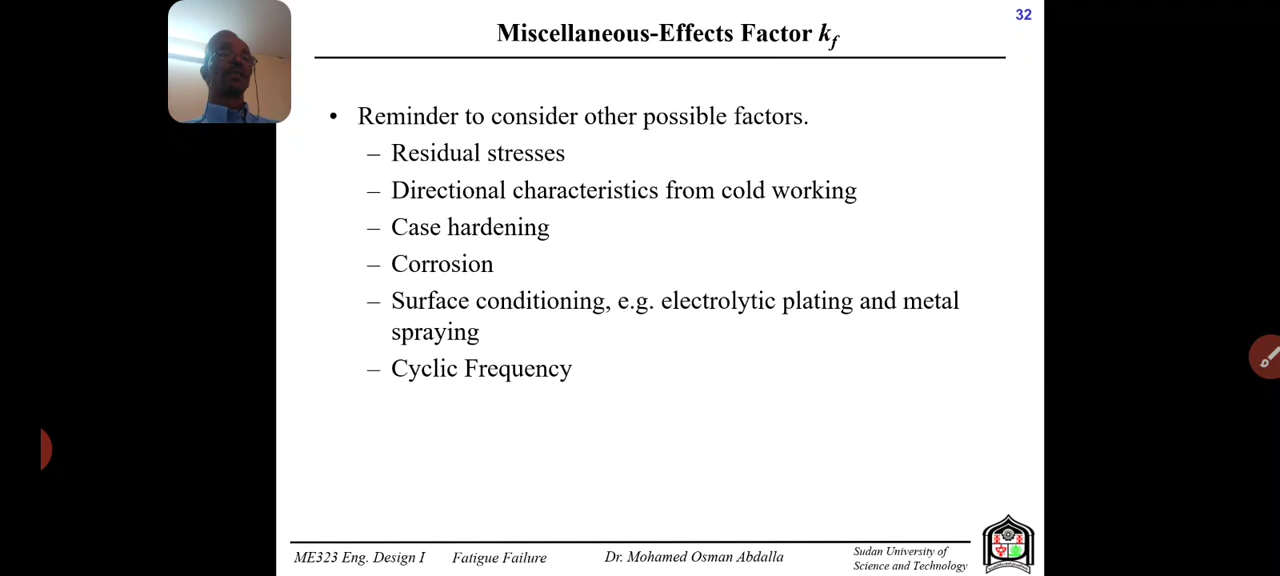 32
Miscellaneous-Effects Factor kf
• Reminder to consider other possible factors.
– Residual stresses
– Directional characteristics from cold working
– Case hardening
– Corrosion
– Surface conditioning, e.g. electrolytic plating and metal
spraying
– Cyclic Frequency
ME323 Eng. Design I Fatigue Failure Dr. Mohamed Osman Abdalla
Sudan University of
Science and Technology